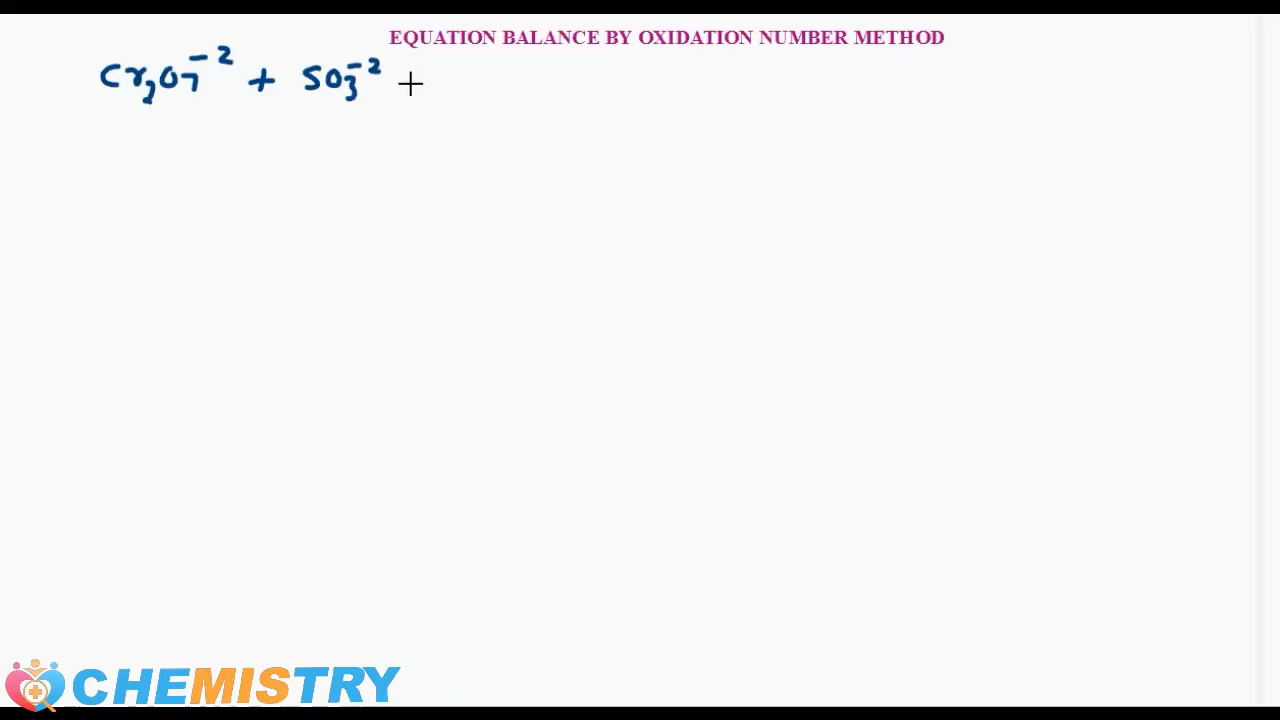 EQUATION BALANCE BY OXIDATION NUMBER METHOD
Cr₂O₇⁻² + SO₃⁻² +
CHEMISTRY